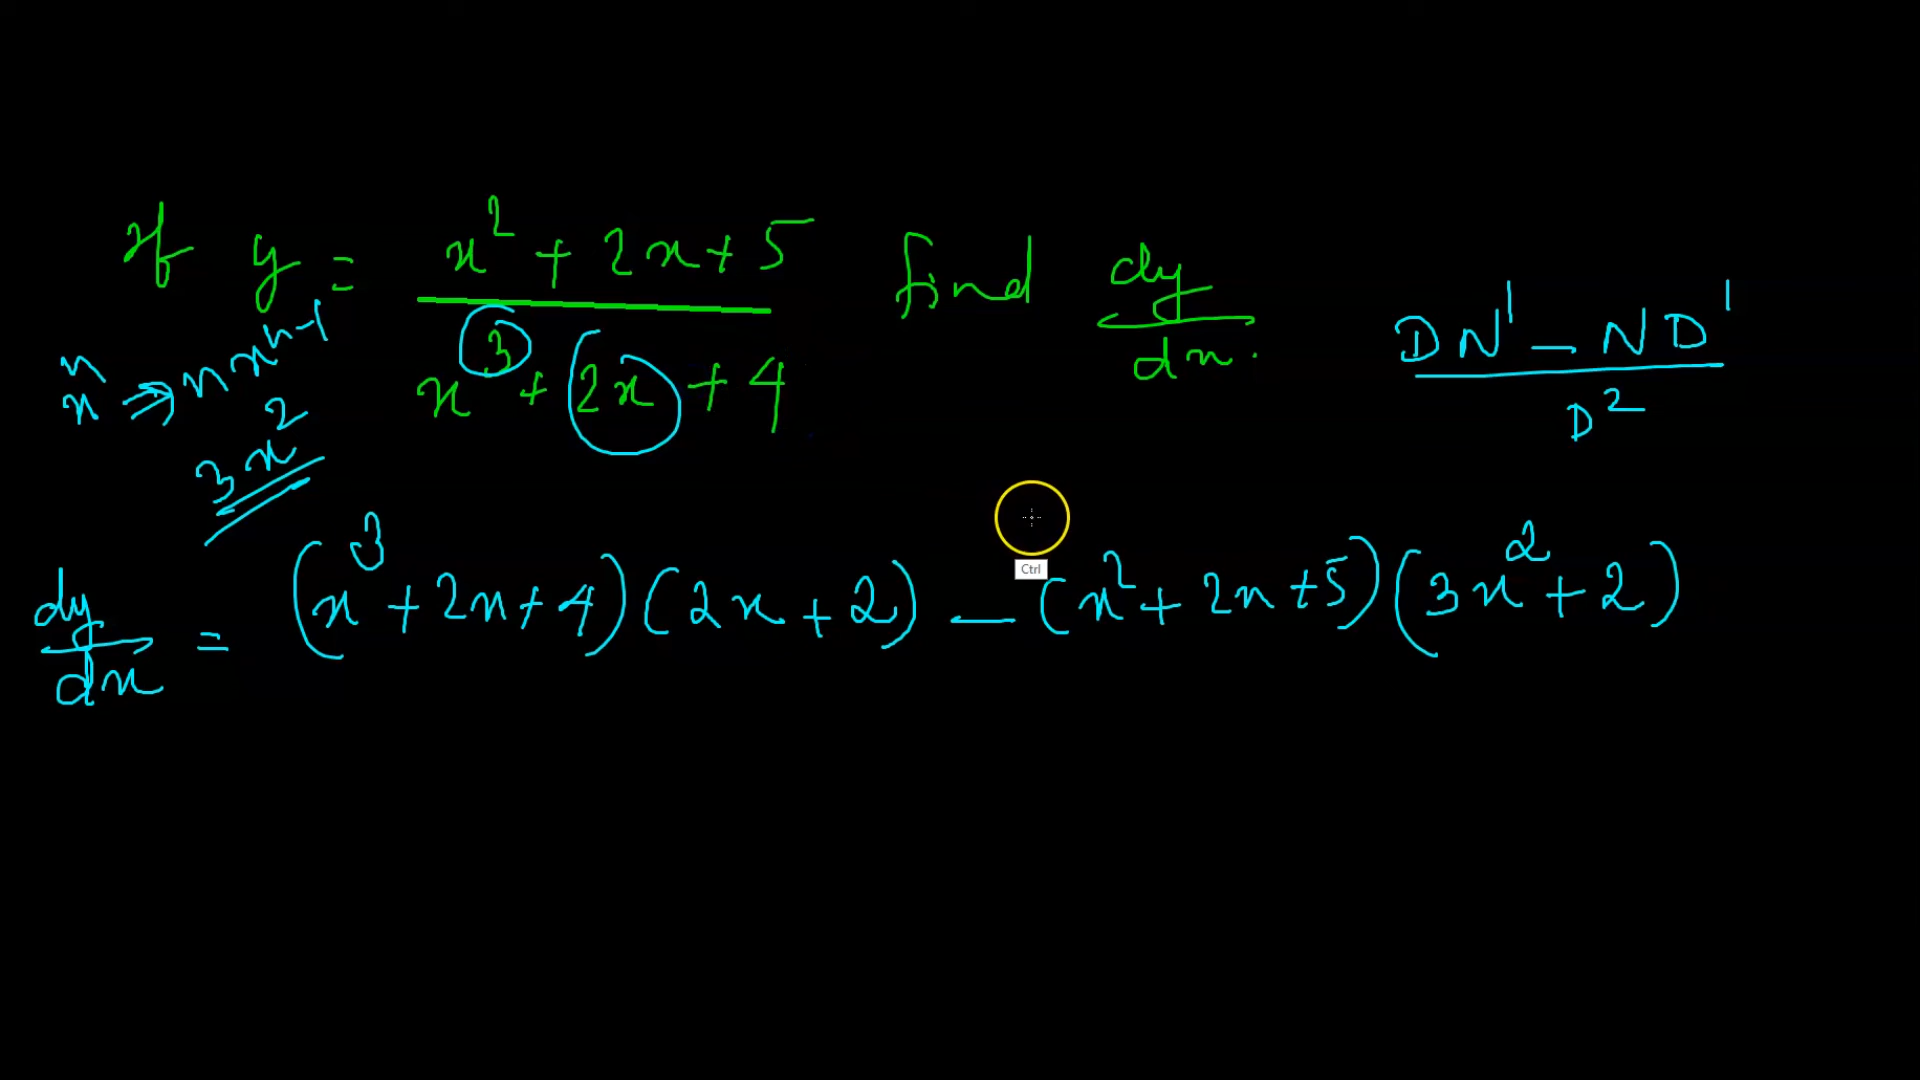 If y = x² + 2x + 5 / x³ + 2x + 4 find dy/dx.
xⁿ ⇒ n xⁿ⁻¹
3x²
DN' - ND' / D²
dy/dx = (x³ + 2x + 4)(2x + 2) - (x² + 2x + 5)(3x² + 2)
Ctrl